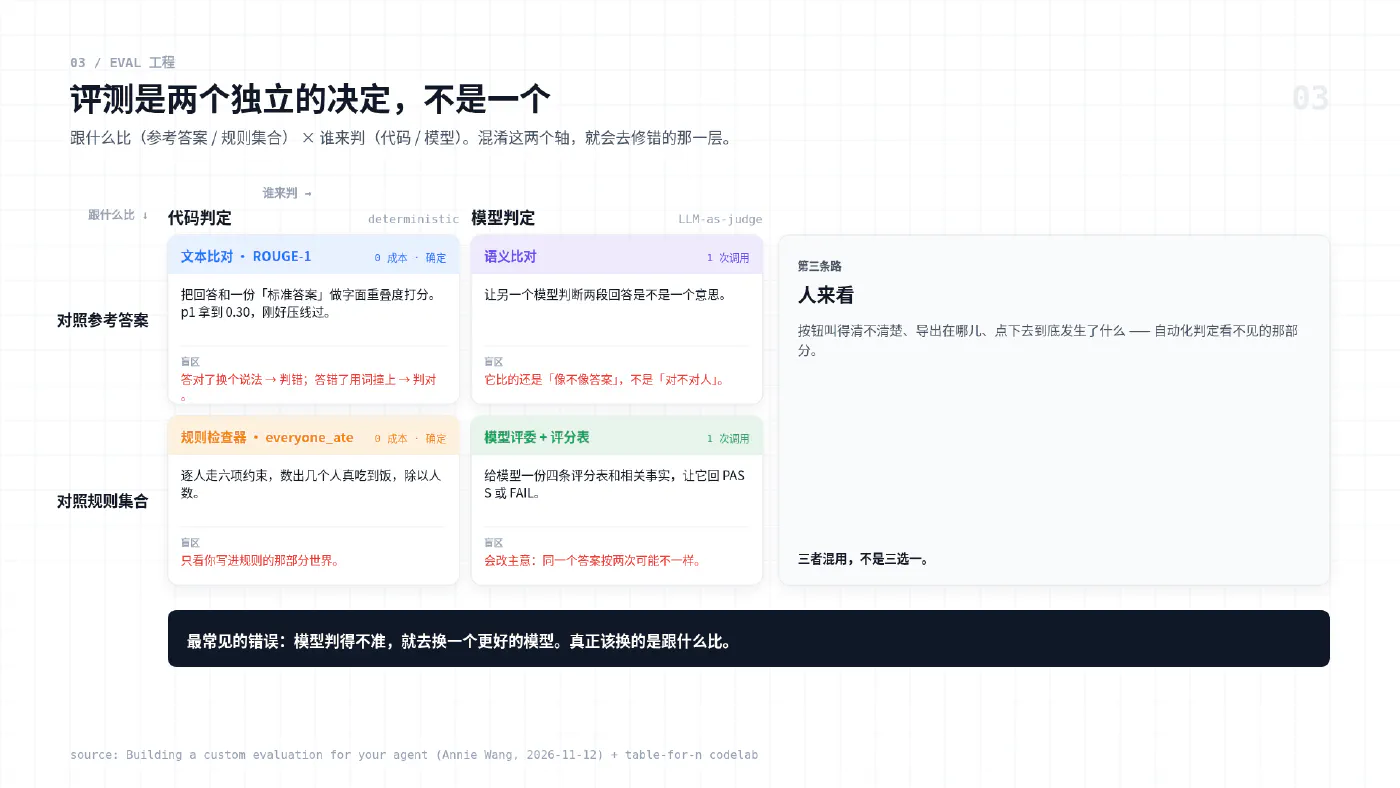 03 / EVAL 工程
评测是两个独立的决定，不是一个
03
跟什么比（参考答案 / 规则集合） × 谁来判（代码 / 模型）。混淆这两个轴，就会去修错的那一层。
谁来判 →
跟什么比 ↓
代码判定
deterministic
模型判定
LLM-as-judge
对照参考答案
文本比对 · ROUGE-1
0 成本 · 确定
把回答和一份「标准答案」做字面重叠度打分。
p1 拿到 0.30，刚好压线过。
盲区
答对了换个说法 → 判错；答错了用词撞上 → 判对
。
语义比对
1 次调用
让另一个模型判断两段回答是不是一个意思。
盲区
它比的还是「像不像答案」，不是「对不对人」。
对照规则集合
规则检查器 · everyone_ate
0 成本 · 确定
逐人走六项约束，数出几个人真吃到饭，除以人
数。
盲区
只看你写进规则的那部分世界。
模型评委 + 评分表
1 次调用
给模型一份四条评分表和相关事实，让它回 PAS
S 或 FAIL。
盲区
会改主意：同一个答案按两次可能不一样。
第三条路
人来看
按钮叫得清不清楚、导出在哪儿、点下去到底发生了什么 —— 自动化判定看不见的那部
分。
三者混用，不是三选一。
最常见的错误：模型判得不准，就去换一个更好的模型。真正该换的是跟什么比。
source: Building a custom evaluation for your agent (Annie Wang, 2026-11-12) + table-for-n codelab